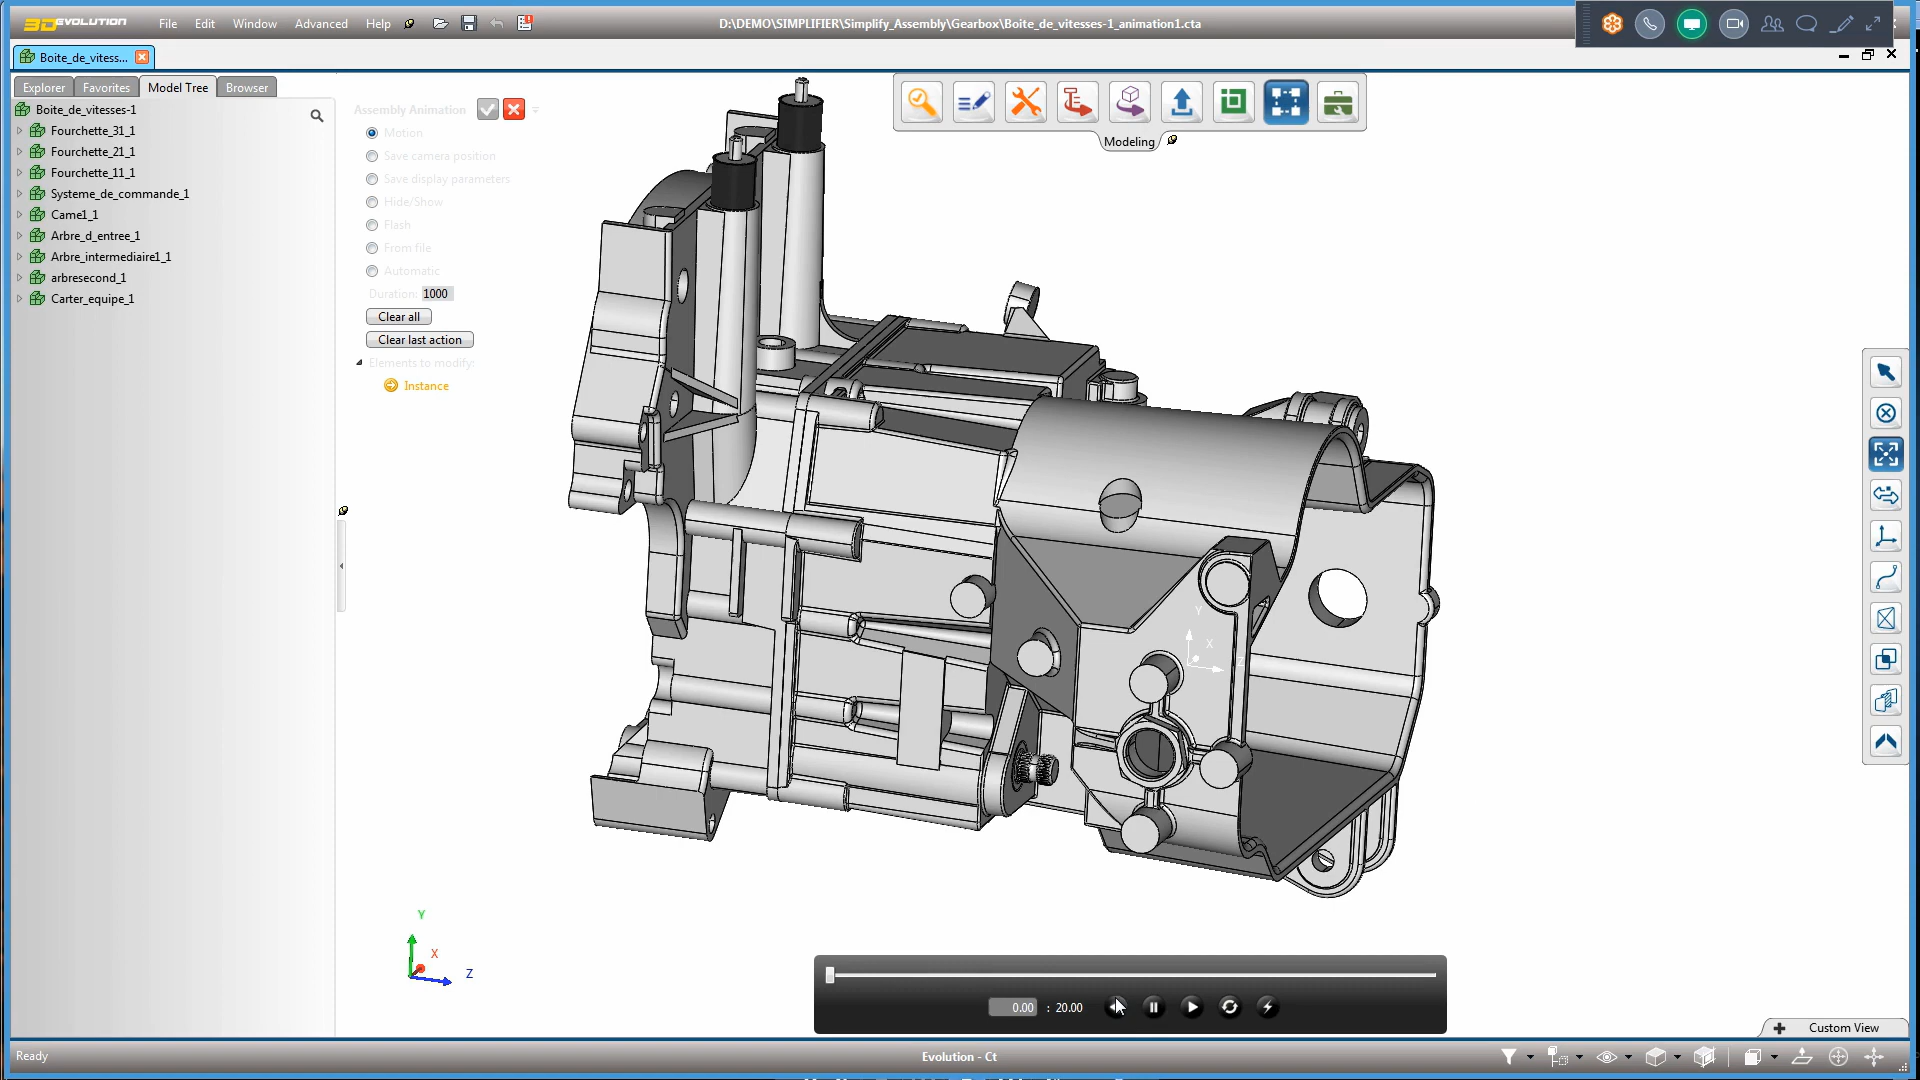 3DEVOLUTION File Edit Window Advanced Help D:\DEMO\SIMPLIFIER\Simplify_Assembly\Gearbox\Boite_de_vitesses-1_animation1.cta
Boite_de_vitess...
Explorer Favorites Model Tree Browser
Boite_de_vitesses-1
Fourchette_31_1
Fourchette_21_1
Fourchette_11_1
Systeme_de_commande_1
Came1_1
Arbre_d_entree_1
Arbre_intermediaire1_1
arbresecond_1
Carter_equipe_1
Assembly Animation
Motion
Save camera position
Save display parameters
Hide/Show
Flash
From file
Automatic
Duration: 1000
Clear all
Clear last action
Elements to modify:
Instance
Modeling
Y
X
Z
Y
X
Z
0.00 : 20.00
Custom View
Ready Evolution - Ct